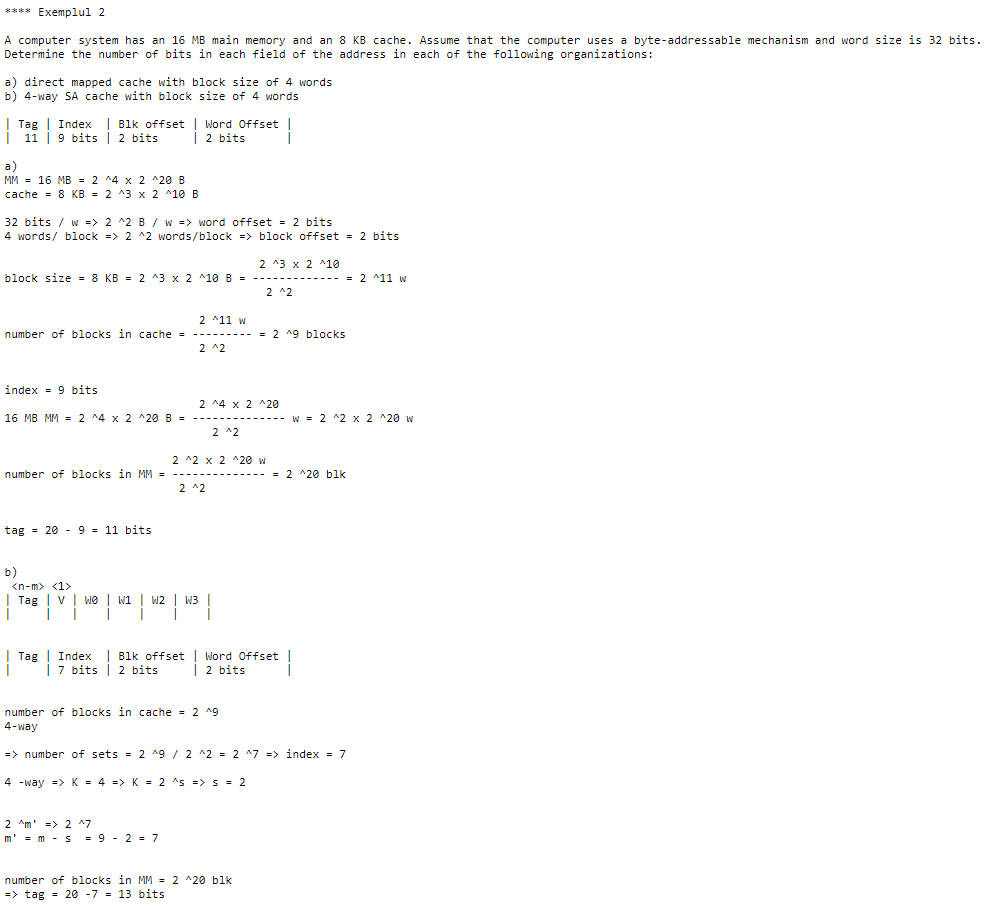 **** Exemplul 2
A computer system has an 16 MB main memory and an 8 KB cache. Assume that the computer uses a byte-addressable mechanism and word size is 32 bits.
Determine the number of bits in each field of the address in each of the following organizations:
a) direct mapped cache with block size of 4 words
b) 4-way SA cache with block size of 4 words
| Tag | Index  | Blk offset | Word Offset |
|  11 | 9 bits | 2 bits     | 2 bits      |
a)
MM = 16 MB = 2 ^4 x 2 ^20 B
cache = 8 KB = 2 ^3 x 2 ^10 B
32 bits / w => 2 ^2 B / w => word offset = 2 bits
4 words/ block => 2 ^2 words/block => block offset = 2 bits
2 ^3 x 2 ^10
block size = 8 KB = 2 ^3 x 2 ^10 B = ------------- = 2 ^11 w
2 ^2
2 ^11 w
number of blocks in cache = --------- = 2 ^9 blocks
2 ^2
index = 9 bits
2 ^4 x 2 ^20
16 MB MM = 2 ^4 x 2 ^20 B = -------------- w = 2 ^2 x 2 ^20 w
2 ^2
2 ^2 x 2 ^20 w
number of blocks in MM = -------------- = 2 ^20 blk
2 ^2
tag = 20 - 9 = 11 bits
b)
<n-m> <1>
| Tag | V | W0 | W1 | W2 | W3 |
|     |   |    |    |    |    |
| Tag | Index  | Blk offset | Word Offset |
|     | 7 bits | 2 bits     | 2 bits      |
number of blocks in cache = 2 ^9
4-way
=> number of sets = 2 ^9 / 2 ^2 = 2 ^7 => index = 7
4 -way => K = 4 => K = 2 ^s => s = 2
2 ^m' => 2 ^7
m' = m - s  = 9 - 2 = 7
number of blocks in MM = 2 ^20 blk
=> tag = 20 -7 = 13 bits